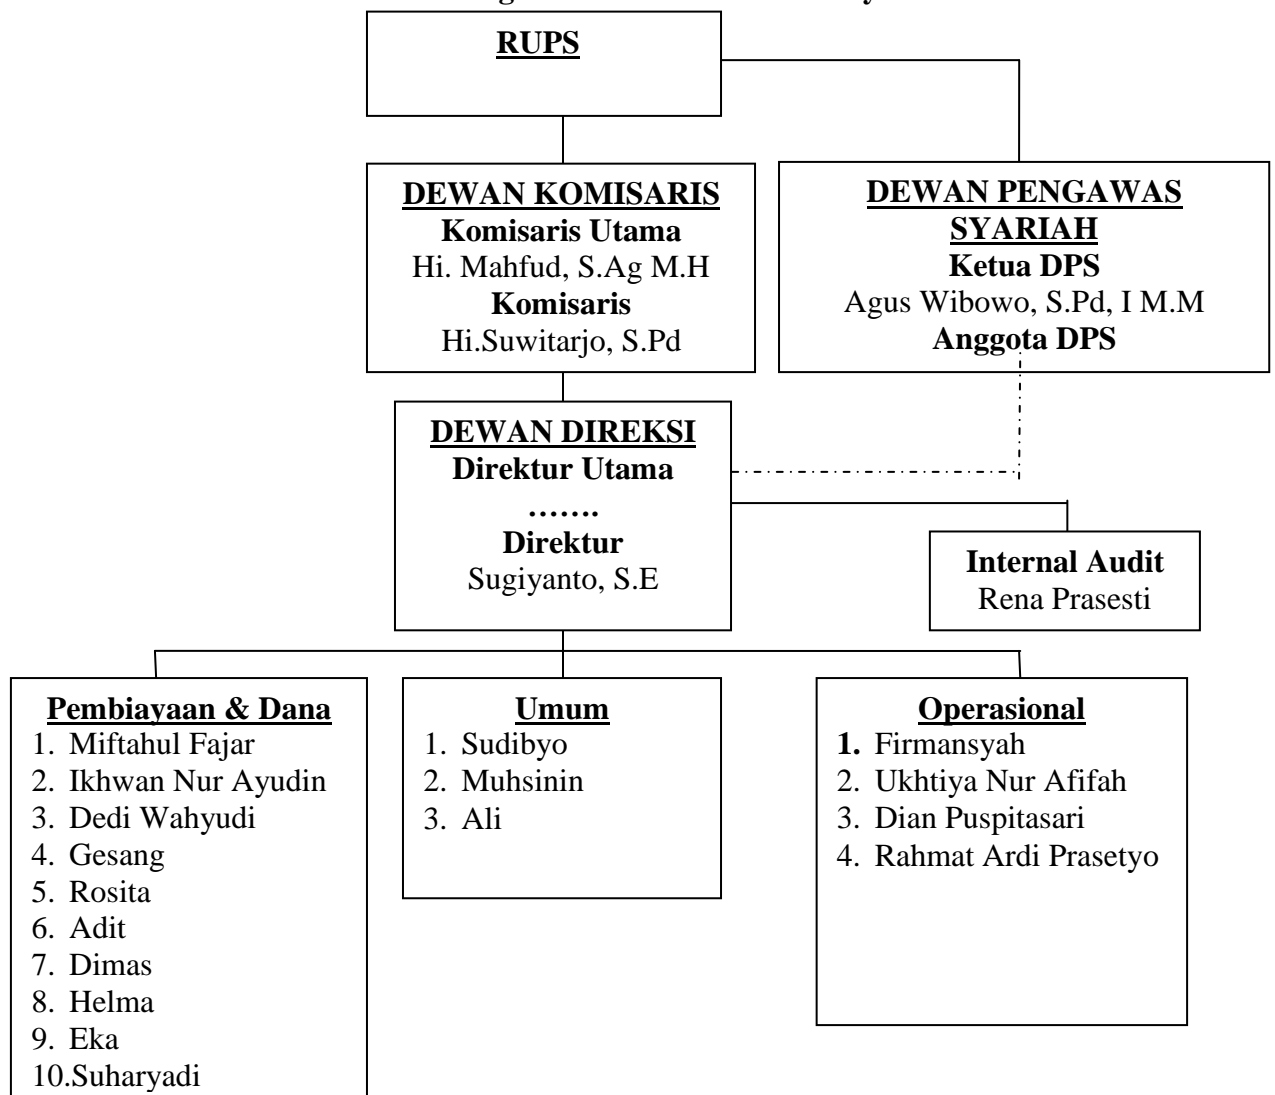 RUPS
DEWAN KOMISARIS
Komisaris Utama
Hi. Mahfud, S.Ag M.H
Komisaris
Hi.Suwitarjo, S.Pd
DEWAN PENGAWAS
SYARIAH
Ketua DPS
Agus Wibowo, S.Pd, I M.M
Anggota DPS
DEWAN DIREKSI
Direktur Utama
…….
Direktur
Sugiyanto, S.E
Internal Audit
Rena Prasesti
Pembiayaan & Dana
1. Miftahul Fajar
2. Ikhwan Nur Ayudin
3. Dedi Wahyudi
4. Gesang
5. Rosita
6. Adit
7. Dimas
8. Helma
9. Eka
10.Suharyadi
Umum
1. Sudibyo
2. Muhsinin
3. Ali
Operasional
1. Firmansyah
2. Ukhtiya Nur Afifah
3. Dian Puspitasari
4. Rahmat Ardi Prasetyo